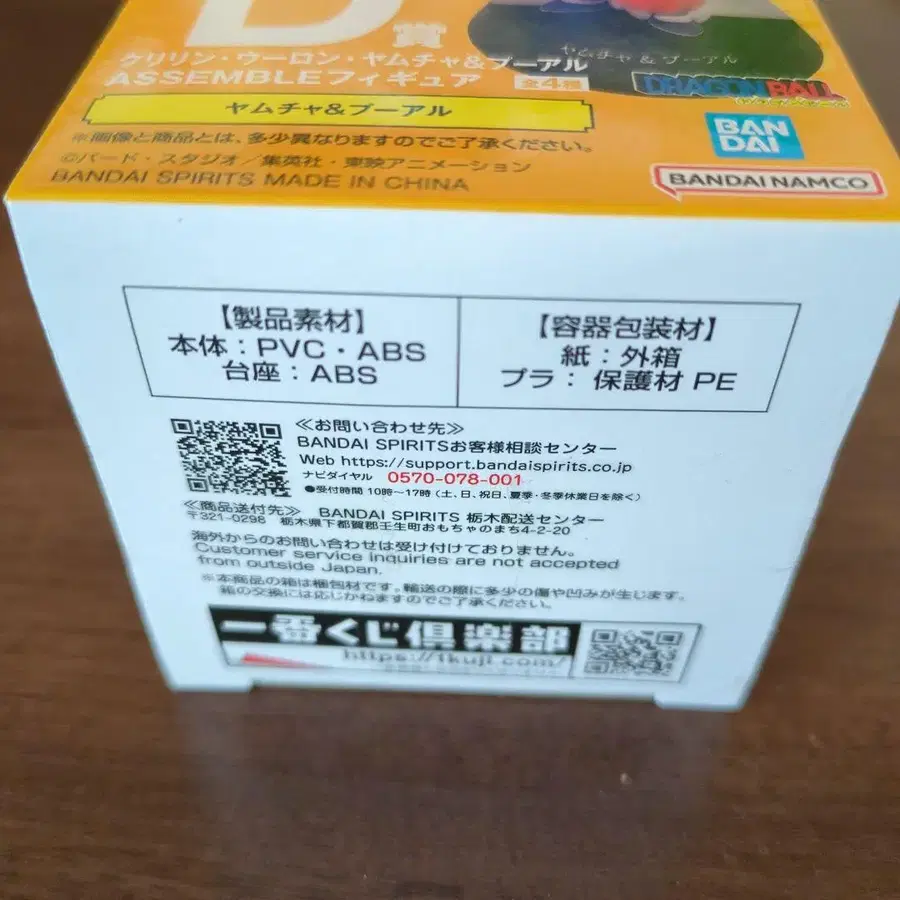 D賞
ヤムチャ&プーアル
クリリン・ウーロン・ヤムチャ&プーアル
ASSEMBLEフィギュア 全4種
DRAGON BALL
ヤムチャ&プーアル
※画像と商品とは、多少異なりますのでご了承ください。
©バード・スタジオ/集英社・東映アニメーション
BANDAI SPIRITS MADE IN CHINA
BAN
DAI
BANDAI NAMCO
【製品素材】
本体:PVC・ABS
台座:ABS
【容器包装材】
紙:外箱
プラ: 保護材 PE
≪お問い合わせ先≫
BANDAI SPIRITSお客様相談センター
Web https://support.bandaispirits.co.jp
ナビダイヤル 0570-078-001
●受付時間 10時〜17時(土、日、祝日、夏季・冬季休業日を除く)
≪商品送付先≫ BANDAI SPIRITS 栃木配送センター
〒321-0298 栃木県下都賀郡壬生町おもちゃのまち4-2-20
海外からのお問い合わせは受け付けておりません。
Customer service inquiries are not accepted
from outside Japan.
※本商品の箱は梱包材です。輸送の際に多少の傷や凹みが生じます。
箱の交換には応じかねますのでご了承ください。
一番くじ倶楽部
https://1kuji.com/